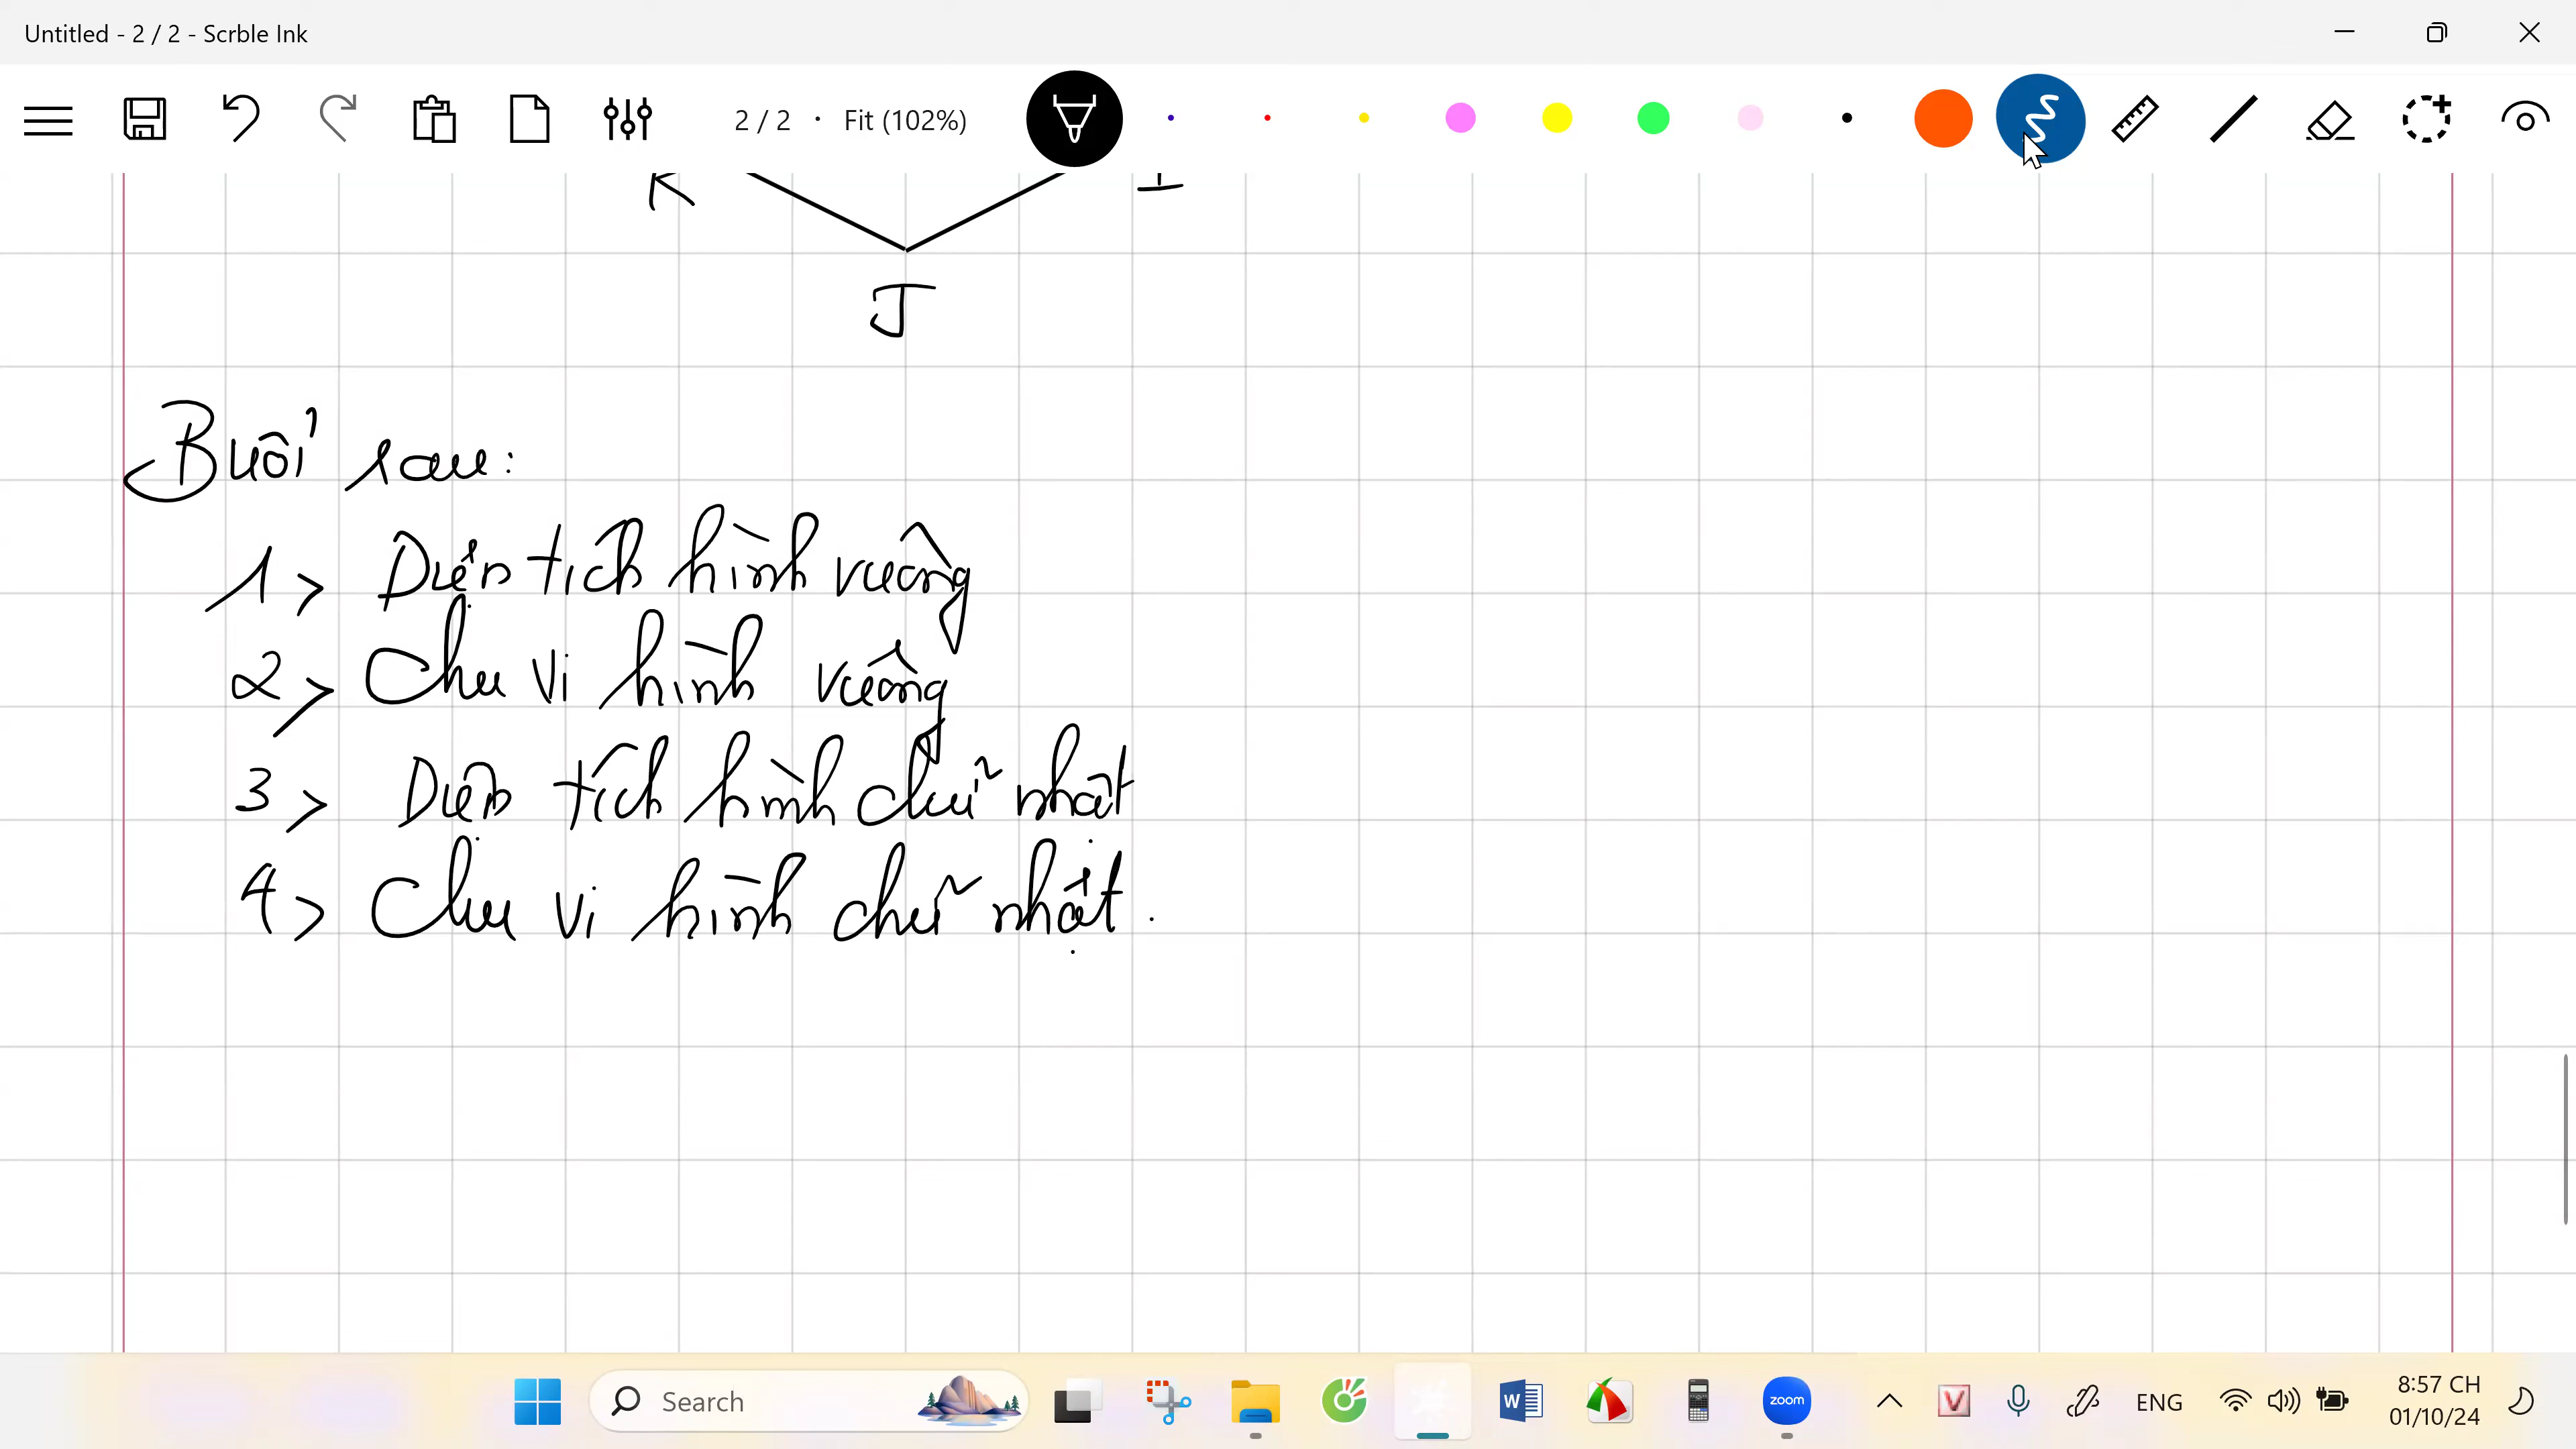 Untitled - 2 / 2 - Scrble Ink
2 / 2 · Fit (102%)
K I
J
Buổi sau:
1> Diện tích hình vuông
2> Chu vi hình vuông
3> Diện tích hình chữ nhật
4> Chu vi hình chữ nhật.
Search
W
zoom
V
ENG
8:57 CH
01/10/24